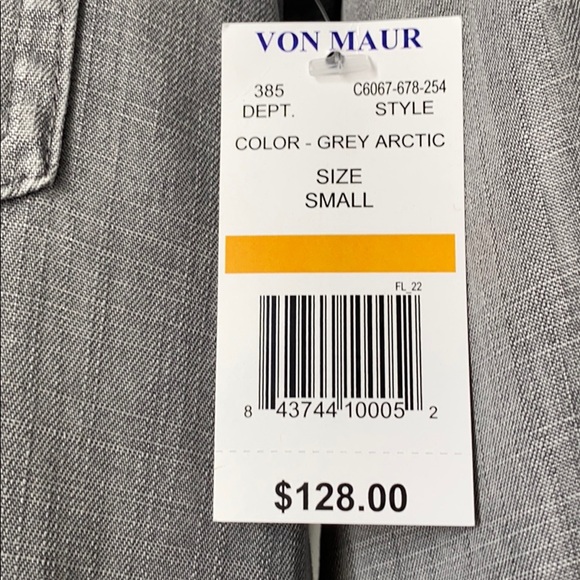 VON MAUR
385 C6067-678-254
DEPT. STYLE
COLOR - GREY ARCTIC
SIZE
SMALL
FL_22
8 43744 10005 2
$128.00